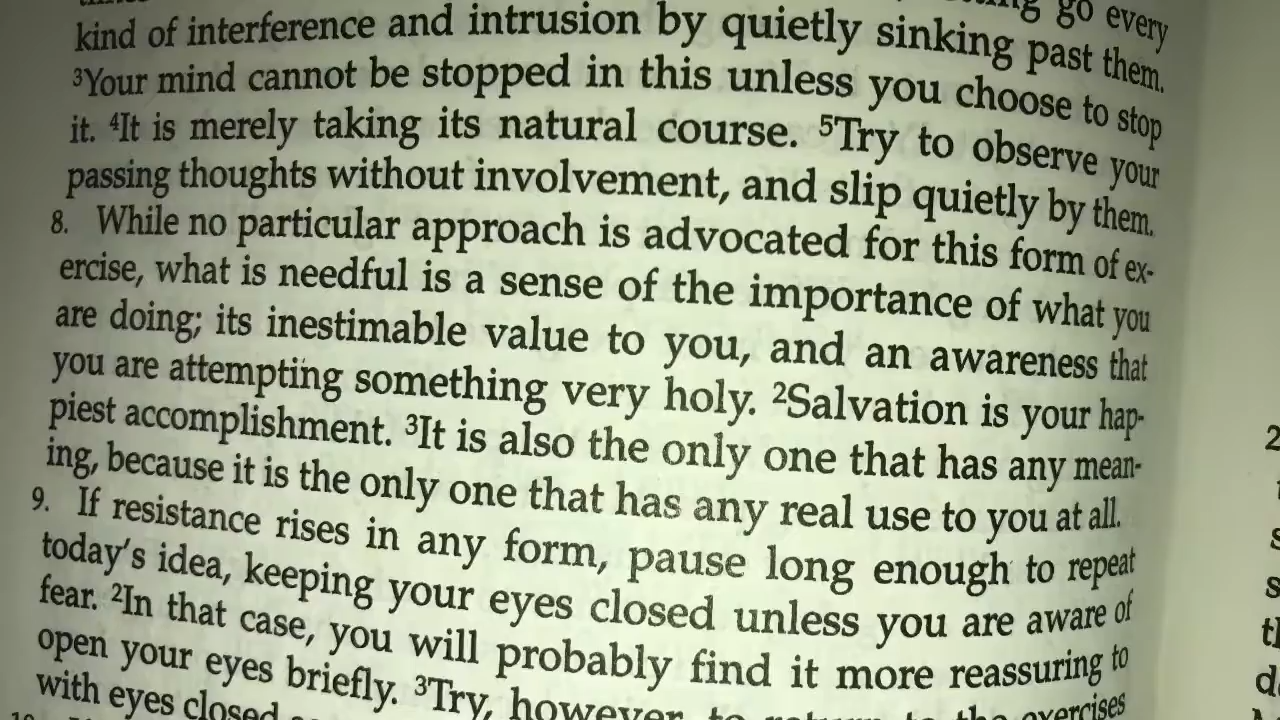 go every
kind of interference and intrusion by quietly sinking past them.
³Your mind cannot be stopped in this unless you choose to stop
it. ⁴It is merely taking its natural course. ⁵Try to observe your
passing thoughts without involvement, and slip quietly by them.
8. While no particular approach is advocated for this form of ex-
ercise, what is needful is a sense of the importance of what you
are doing; its inestimable value to you, and an awareness that
you are attempting something very holy. ²Salvation is your hap-
piest accomplishment. ³It is also the only one that has any mean-
ing, because it is the only one that has any real use to you at all.
9. If resistance rises in any form, pause long enough to repeat
today's idea, keeping your eyes closed unless you are aware of
fear. ²In that case, you will probably find it more reassuring to
open your eyes briefly. ³Try, however, to return to the exercises
with eyes closed